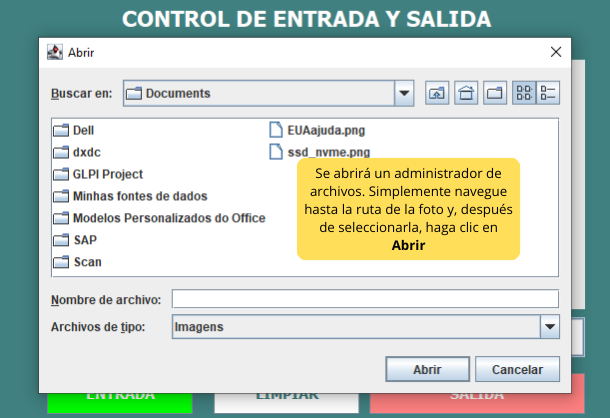 CONTROL DE ENTRADA Y SALIDA
Abrir
Buscar en: Documents
Dell
dxdc
GLPI Project
Minhas fontes de dados
Modelos Personalizados do Office
SAP
Scan
EUAajuda.png
ssd_nvme.png
Se abrirá un administrador de
archivos. Simplemente navegue
hasta la ruta de la foto y, después
de seleccionarla, haga clic en
Abrir
Nombre de archivo:
Archivos de tipo: Imagens
Abrir Cancelar
ENTRADA LIMPIAR SALIDA